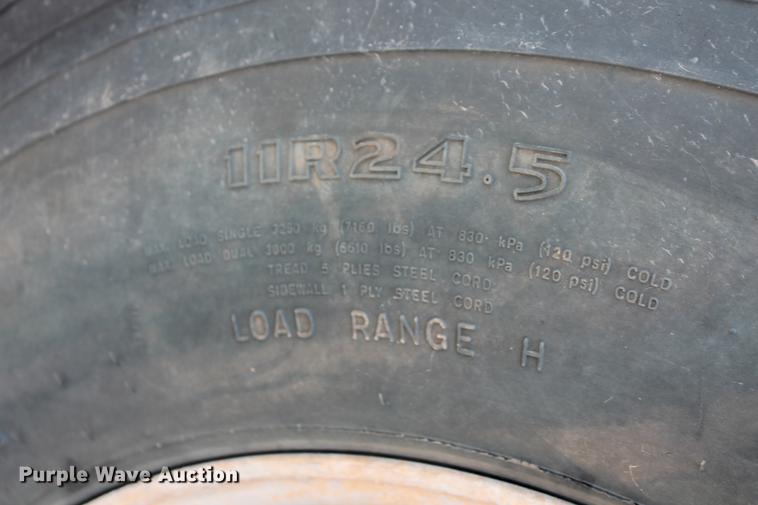 11R24.5
MAX. LOAD SINGLE 3250 kg (7160 lbs) AT 830 kPa (120 psi) COLD
MAX. LOAD DUAL 3000 kg (6610 lbs) AT 830 kPa (120 psi) COLD
TREAD 5 PLIES STEEL CORD
SIDEWALL 1 PLY STEEL CORD
LOAD RANGE H
Purple Wave Auction